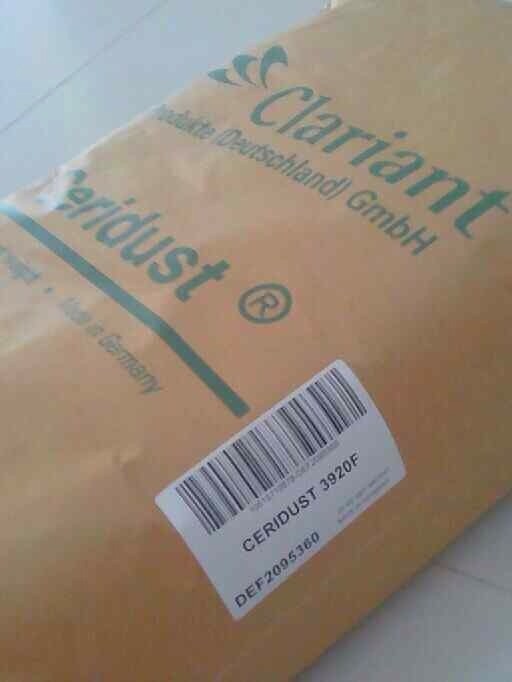 Clariant
Produkte (Deutschland) GmbH
Ceridust ®
Made in Germany
CERIDUST 3920F
DEF2095360